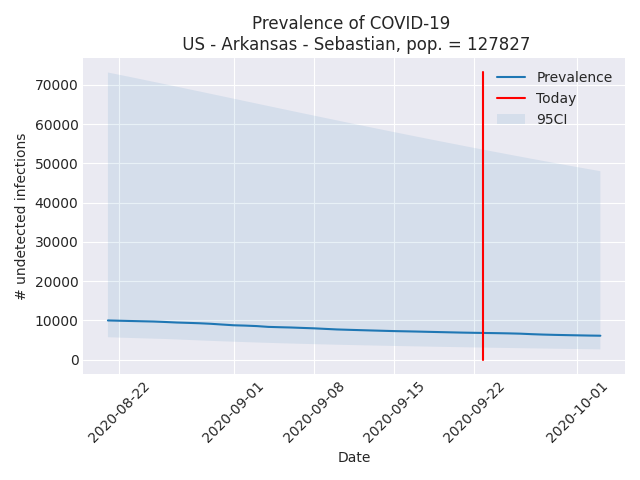 Prevalence of COVID-19
US - Arkansas - Sebastian, pop. = 127827
Prevalence
Today
95CI
70000
60000
50000
40000
30000
20000
10000
0
# undetected infections
2020-08-22
2020-09-01
2020-09-08
2020-09-15
2020-09-22
2020-10-01
Date